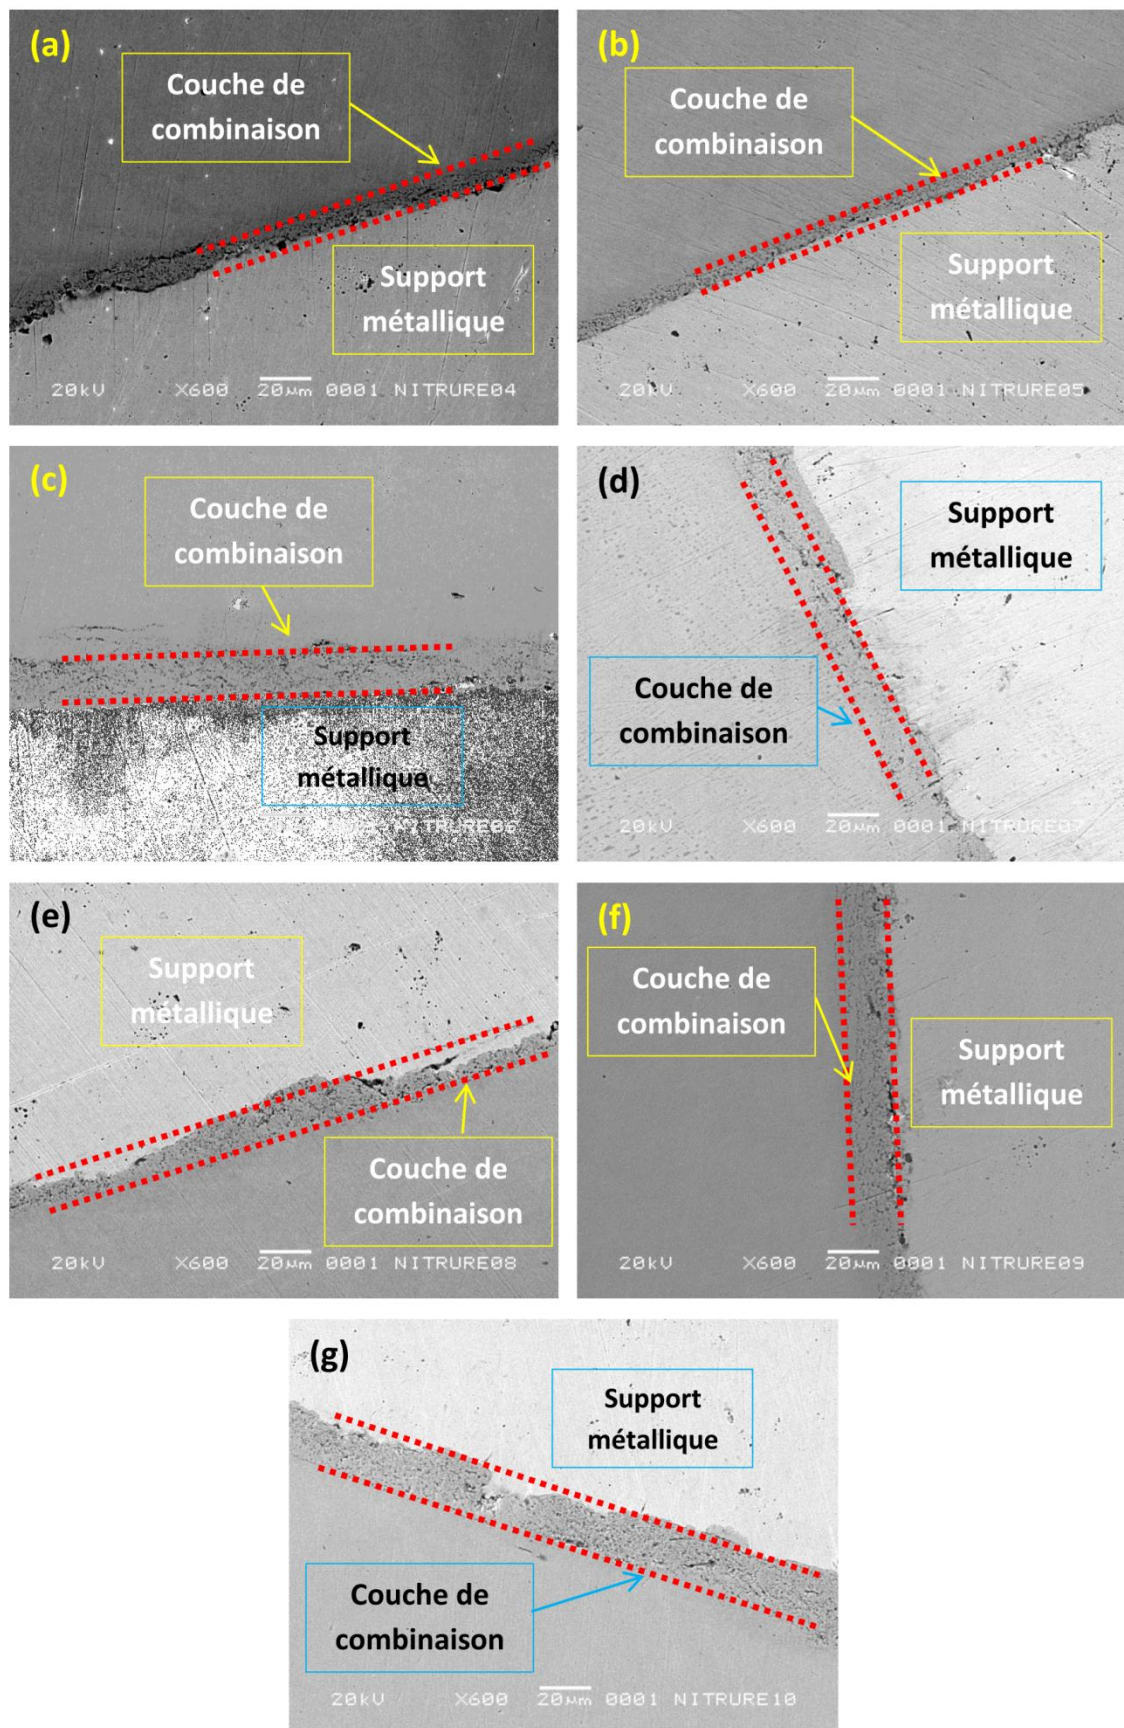 (a)
Couche de
combinaison
Support
métallique
20kV X600 20µm 0001 NITRURE04
(b)
Couche de
combinaison
Support
métallique
20kV X600 20µm 0001 NITRURE05
(c)
Couche de
combinaison
Support
métallique
NITRURE06
(d)
Support
métallique
Couche de
combinaison
20kV X600 20µm 0001 NITRURE07
(e)
Support
métallique
Couche de
combinaison
20kV X600 20µm 0001 NITRURE08
(f)
Couche de
combinaison
Support
métallique
20kV X600 20µm 0001 NITRURE09
(g)
Support
métallique
Couche de
combinaison
20kV X600 20µm 0001 NITRURE10